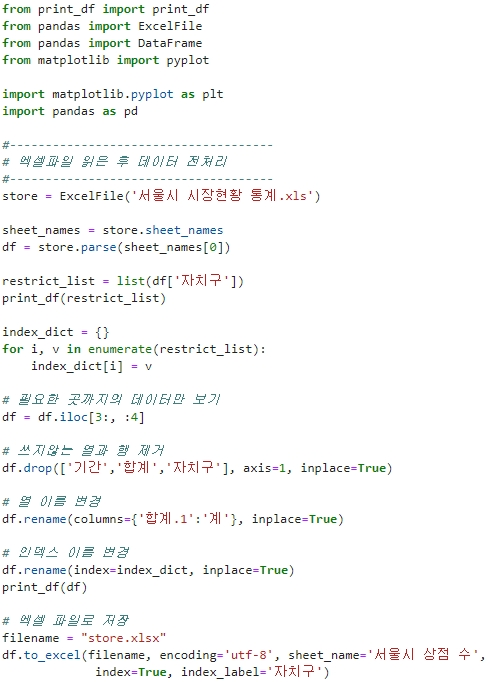 from print_df import print_df
from pandas import ExcelFile
from pandas import DataFrame
from matplotlib import pyplot
import matplotlib.pyplot as plt
import pandas as pd
#-------------------------------------
# 엑셀파일 읽은 후 데이터 전처리
#-------------------------------------
store = ExcelFile('서울시 시장현황 통계.xls')
sheet_names = store.sheet_names
df = store.parse(sheet_names[0])
restrict_list = list(df['자치구'])
print_df(restrict_list)
index_dict = {}
for i, v in enumerate(restrict_list):
    index_dict[i] = v
# 필요한 곳까지의 데이터만 보기
df = df.iloc[3:, :4]
# 쓰지않는 열과 행 제거
df.drop(['기간','합계','자치구'], axis=1, inplace=True)
# 열 이름 변경
df.rename(columns={'합계.1':'계'}, inplace=True)
# 인덱스 이름 변경
df.rename(index=index_dict, inplace=True)
print_df(df)
# 엑셀 파일로 저장
filename = "store.xlsx"
df.to_excel(filename, encoding='utf-8', sheet_name='서울시 상점 수',
            index=True, index_label='자치구')